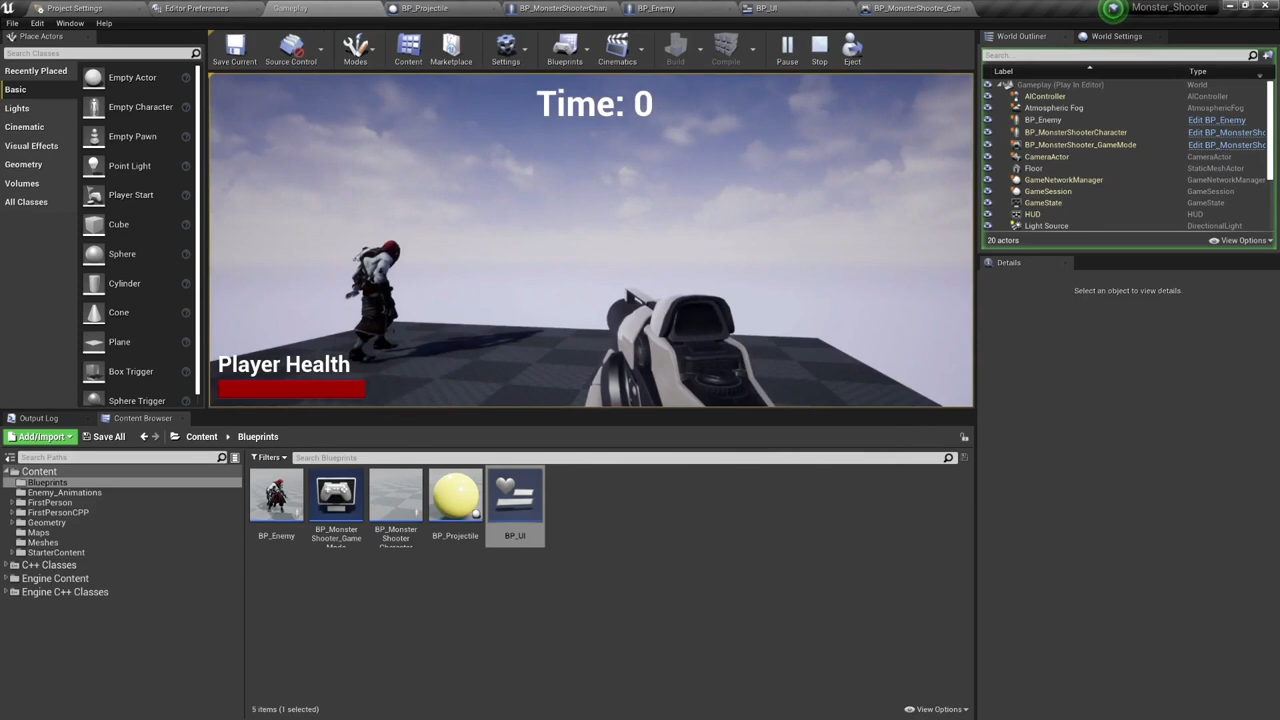 Project Settings
Editor Preferences
Gameplay
BP_Projectile
BP_MonsterShooterChar
BP_Enemy
BP_UI
BP_MonsterShooter_Gam
Monster_Shooter
File Edit Window Help
Place Actors
Search Classes
Recently Placed
Basic
Lights
Cinematic
Visual Effects
Geometry
Volumes
All Classes
Empty Actor
Empty Character
Empty Pawn
Point Light
Player Start
Cube
Sphere
Cylinder
Cone
Plane
Box Trigger
Sphere Trigger
Save Current
Source Control
Modes
Content
Marketplace
Settings
Blueprints
Cinematics
Build
Compile
Pause
Stop
Eject
Time: 0
Player Health
World Outliner
World Settings
Search...
Label Type
Gameplay (Play In Editor) World
AIController AIController
Atmospheric Fog AtmosphericFog
BP_Enemy Edit BP_Enemy
BP_MonsterShooterCharacter Edit BP_MonsterSho
BP_MonsterShooter_GameMode Edit BP_MonsterSho
CameraActor CameraActor
Floor StaticMeshActor
GameNetworkManager GameNetworkManager
GameSession GameSession
GameState GameState
HUD HUD
Light Source DirectionalLight
20 actors
View Options
Details
Select an object to view details.
Output Log
Content Browser
Add/Import
Save All
Content
Blueprints
Search Paths
Filters
Search Blueprints
Content
Blueprints
Enemy_Animations
FirstPerson
FirstPersonCPP
Geometry
Maps
Meshes
StarterContent
C++ Classes
Engine Content
Engine C++ Classes
BP_Enemy
BP_Monster
Shooter_Game
Mode
BP_Monster
Shooter
Character
BP_Projectile
BP_UI
5 items (1 selected)
View Options